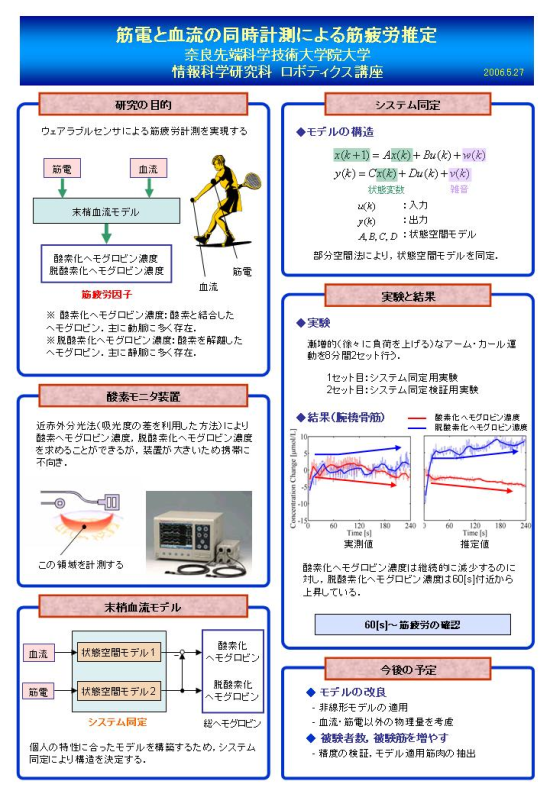 筋電と血流の同時計測による筋疲労推定
奈良先端科学技術大学院大学
情報科学研究科 ロボティクス講座
2006.5.27
研究の目的
ウェアラブルセンサによる筋疲労計測を実現する
筋電
血流
末梢血流モデル
酸素化ヘモグロビン濃度
脱酸素化ヘモグロビン濃度
筋疲労因子
筋電
血流
※ 酸素化ヘモグロビン濃度：酸素と結合した
ヘモグロビン．主に動脈に多く存在．
※脱酸素化ヘモグロビン濃度：酸素を解離した
ヘモグロビン．主に静脈に多く存在．
酸素モニタ装置
近赤外分光法（吸光度の差を利用した方法）により
酸素ヘモグロビン濃度，脱酸素化ヘモグロビン濃度
を求めることができるが，装置が大きいため携帯に
不向き．
この領域を計測する
末梢血流モデル
血流
状態空間モデル1
筋電
状態空間モデル2
システム同定
-
酸素化
ヘモグロビン
脱酸素化
ヘモグロビン
総ヘモグロビン
個人の特性に合ったモデルを構築するため，システム
同定により構造を決定する．
システム同定
◆モデルの構造
x(k+1) = Ax(k) + Bu(k) + w(k)
y(k) = Cx(k) + Du(k) + v(k)
状態変数
雑音
u(k) ：入力
y(k) ：出力
A, B, C, D ：状態空間モデル
部分空間法により，状態空間モデルを同定．
実験と結果
◆実験
漸増的（徐々に負荷を上げる）なアーム・カール運
動を8分間2セット行う．
1セット目：システム同定用実験
2セット目：システム同定検証用実験
◆結果（腕橈骨筋）
酸素化ヘモグロビン濃度
脱酸素化ヘモグロビン濃度
Concentration Change [μmol/L]
10
5
0
-5
-10
-15
0 60 120 180 240
Time [s]
実測値
0 60 120 180 240
Time [s]
推定値
酸素化ヘモグロビン濃度は継続的に減少するのに
対し，脱酸素化ヘモグロビン濃度は60[s]付近から
上昇している．
60[s]～筋疲労の確認
今後の予定
◆ モデルの改良
- 非線形モデルの適用
- 血流・筋電以外の物理量を考慮
◆ 被験者数，被験筋を増やす
- 精度の検証，モデル適用筋肉の抽出